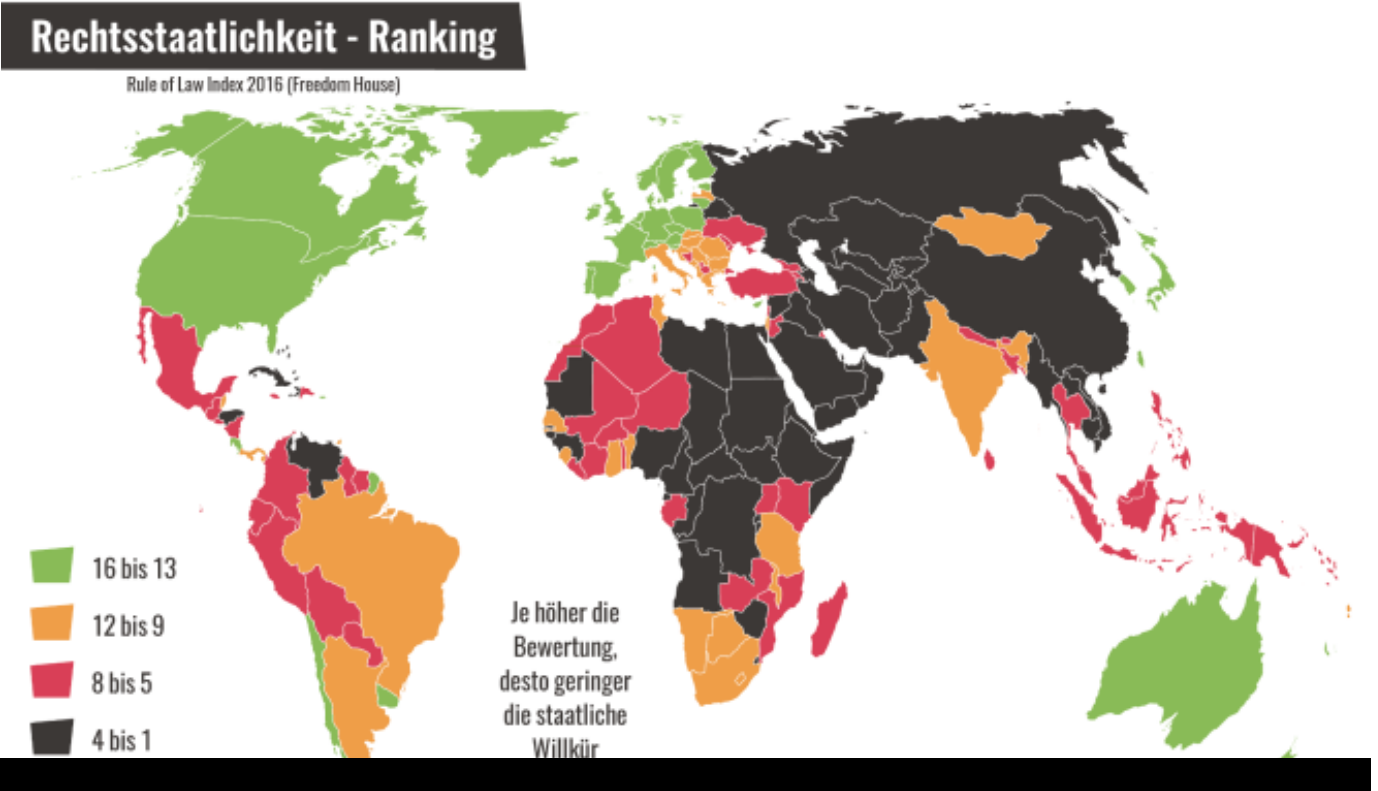 Rechtsstaatlichkeit - Ranking
Rule of Law Index 2016 (Freedom House)
16 bis 13
12 bis 9
8 bis 5
4 bis 1
Je höher die
Bewertung,
desto geringer
die staatliche
Willkür